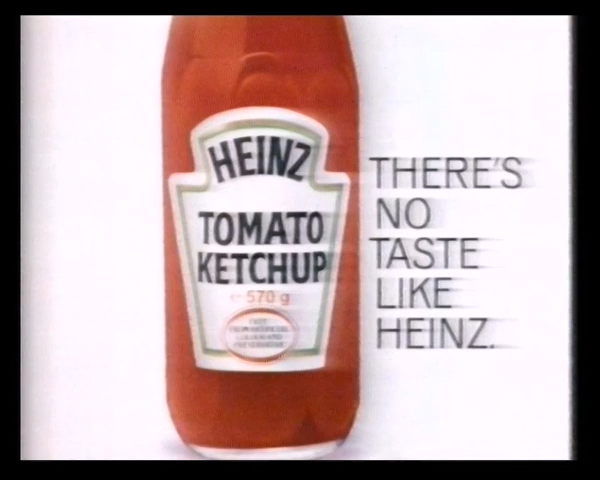 HEINZ
TOMATO
KETCHUP
e 570 g
THERE'S
NO
TASTE
LIKE
HEINZ.